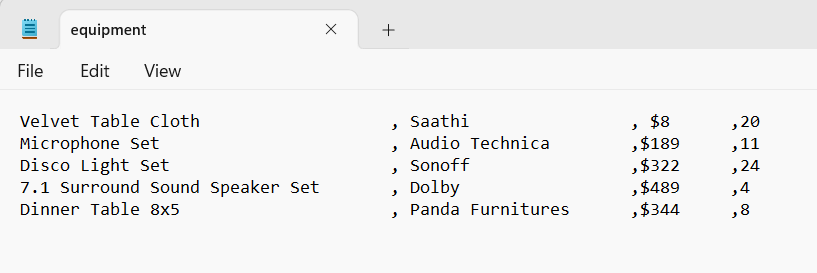 equipment
File Edit View
Velvet Table Cloth , Saathi , $8 ,20
Microphone Set , Audio Technica ,$189 ,11
Disco Light Set , Sonoff ,$322 ,24
7.1 Surround Sound Speaker Set , Dolby ,$489 ,4
Dinner Table 8x5 , Panda Furnitures ,$344 ,8